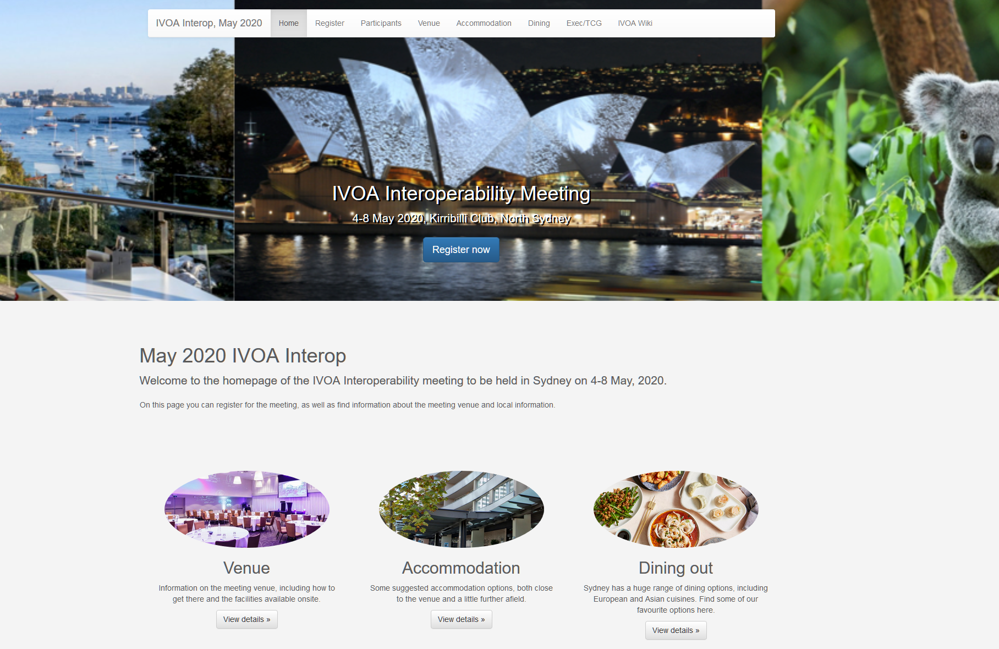 IVOA Interop, May 2020 Home Register Participants Venue Accommodation Dining Exec/TCG IVOA Wiki
IVOA Interoperability Meeting
4-8 May 2020, Kirribilli Club, North Sydney
Register now
May 2020 IVOA Interop
Welcome to the homepage of the IVOA Interoperability meeting to be held in Sydney on 4-8 May, 2020.
On this page you can register for the meeting, as well as find information about the meeting venue and local information.
Venue
Information on the meeting venue, including how to
get there and the facilities available onsite.
View details »
Accommodation
Some suggested accommodation options, both close
to the venue and a little further afield.
View details »
Dining out
Sydney has a huge range of dining options, including
European and Asian cuisines. Find some of our
favourite options here.
View details »